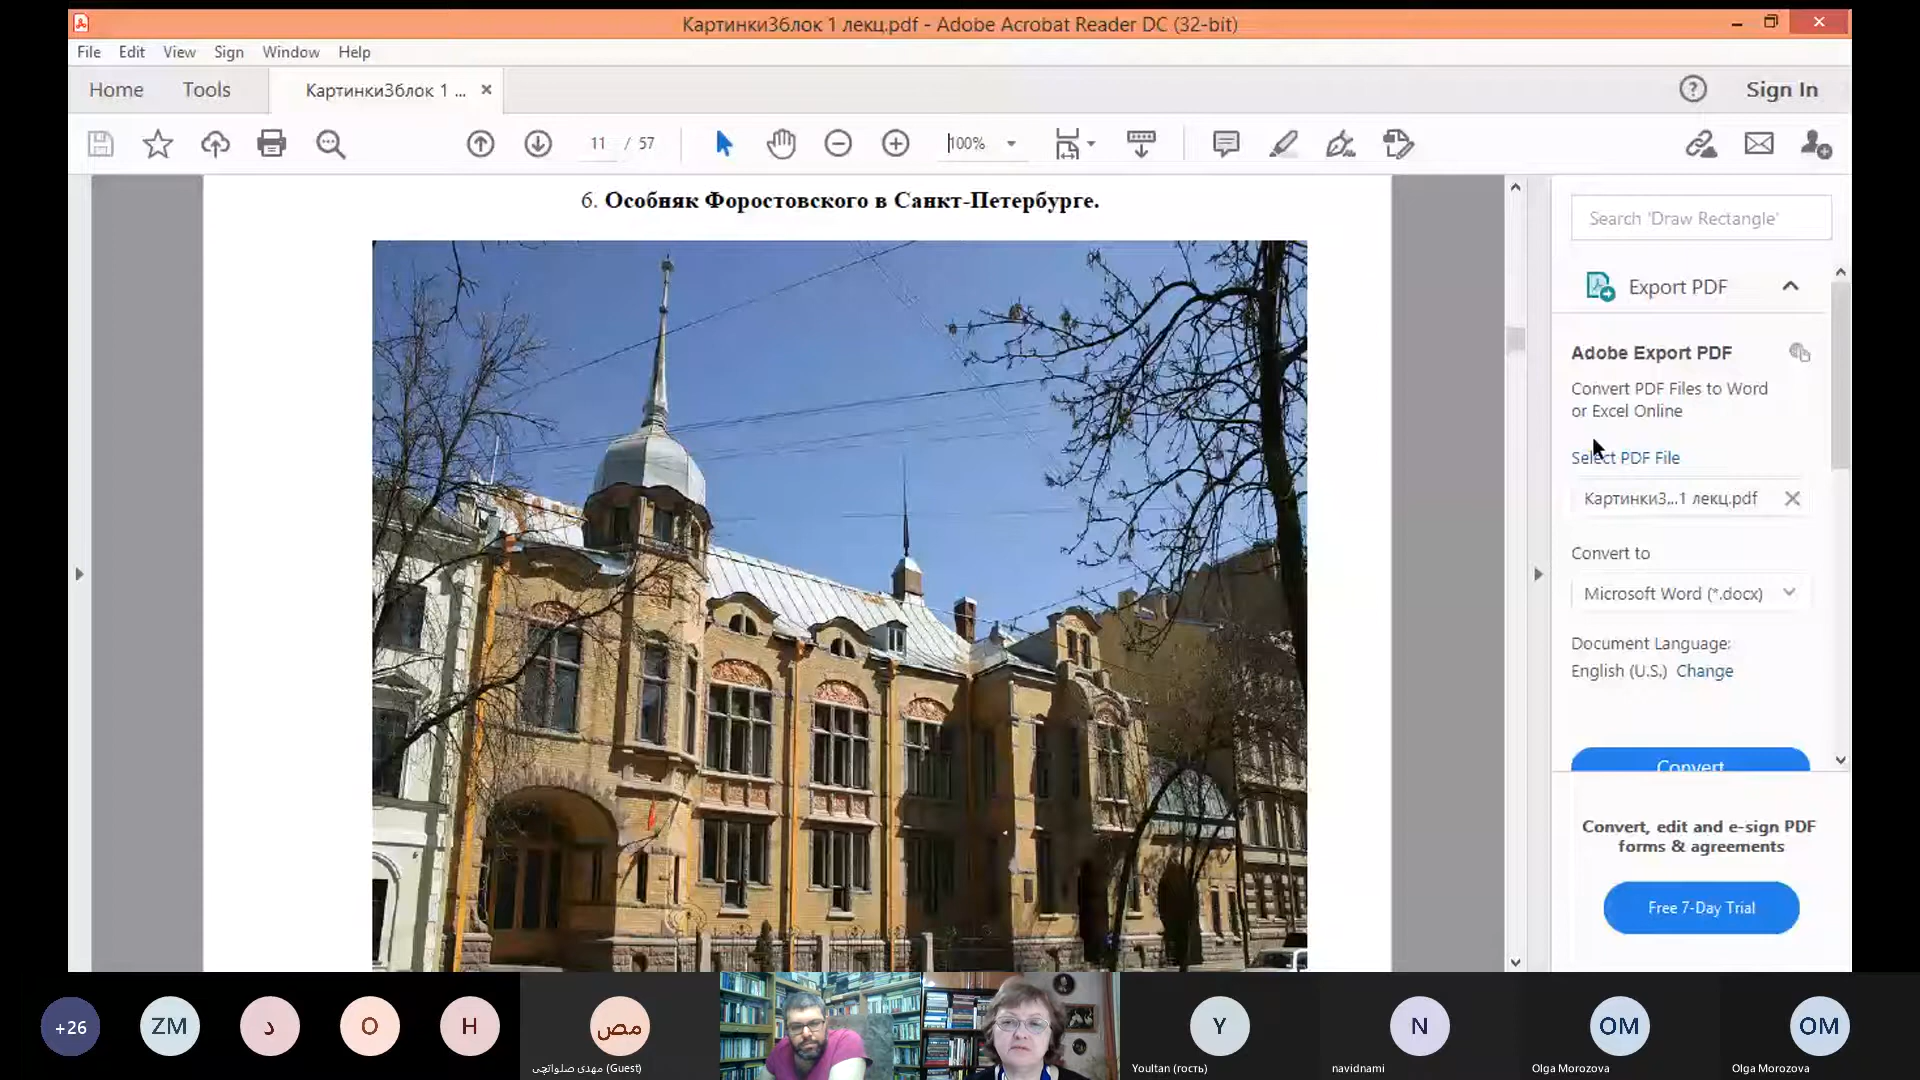 Картинки3блок 1 лекц.pdf - Adobe Acrobat Reader DC (32-bit)
File Edit View Sign Window Help
Home Tools Картинки3блок 1 ... Sign In
11 / 57 100%
6. Особняк Форостовского в Санкт-Петербурге.
Search 'Draw Rectangle'
Export PDF
Adobe Export PDF
Convert PDF Files to Word
or Excel Online
Select PDF File
Картинки3...1 лекц.pdf
Convert to
Microsoft Word (*.docx)
Document Language:
English (U.S.) Change
Convert
Convert, edit and e-sign PDF
forms & agreements
Free 7-Day Trial
+26 ZM د O H مص Y N OM OM
مهدی صلواتچی (Guest) Youltan (гость) navidnami Olga Morozova Olga Morozova